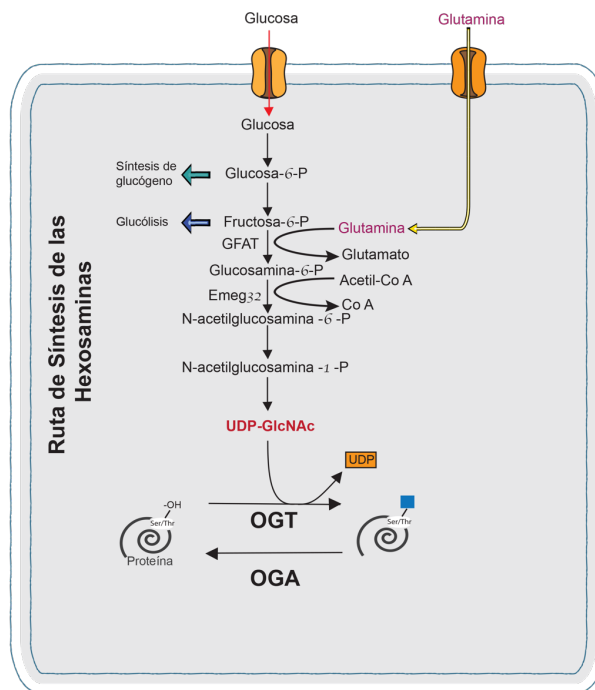 Glucosa
Glutamina
Glucosa
Síntesis de
glucógeno
Glucosa-6-P
Glucólisis
Fructosa-6-P
Glutamina
GFAT
Glutamato
Glucosamina-6-P
Acetil-Co A
Emeg32
Co A
N-acetilglucosamina -6 -P
N-acetilglucosamina -1 -P
UDP-GlcNAc
UDP
Ruta de Síntesis de las
Hexosaminas
-OH
Ser/Thr
Proteína
OGT
Ser/Thr
OGA